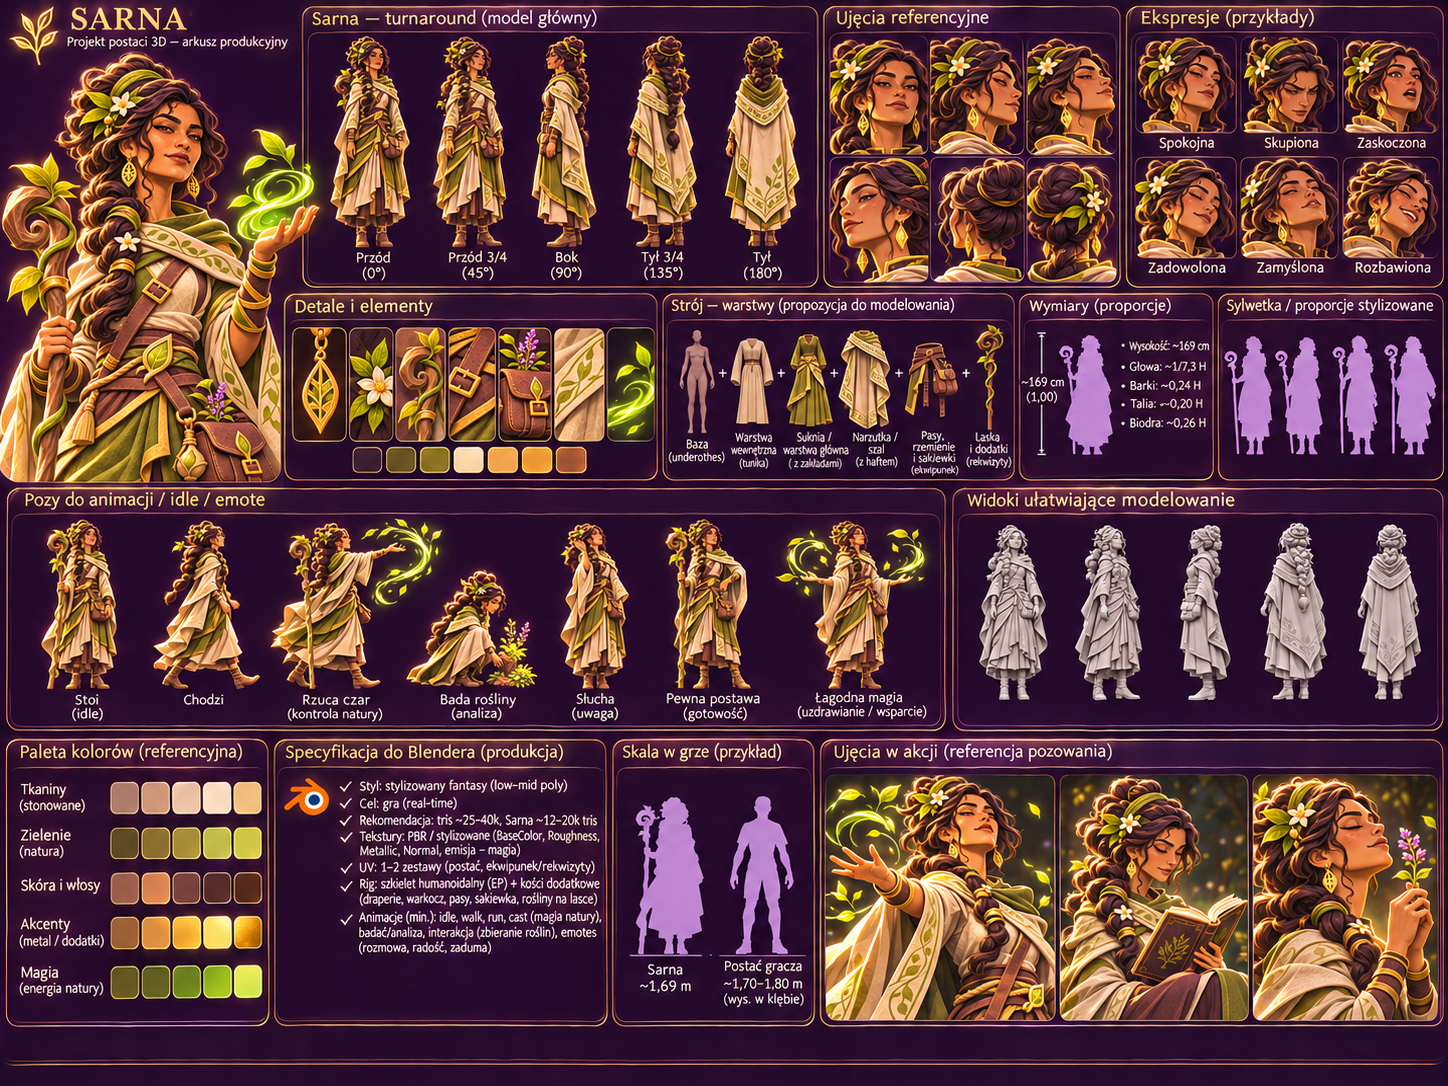 SARNA
Projekt postaci 3D — arkusz produkcyjny
Sarna — turnaround (model główny)
Przód
(0°)
Przód 3/4
(45°)
Bok
(90°)
Tył 3/4
(135°)
Tył
(180°)
Ujęcia referencyjne
Ekspresje (przykłady)
Spokojna
Skupiona
Zaskoczona
Zadowolona
Zamyślona
Rozbawiona
Detale i elementy
Strój — warstwy (propozycja do modelowania)
Baza
(underothes)
Warstwa
wewnętrzna
(tunika)
Suknia /
warstwa główna
(z zakładami)
Narzutka /
szal
(z haftem)
Pasy,
rzemienie
i sakiewki
(ekwipunek)
Laska
i dodatki
(rekwizyty)
Wymiary (proporcje)
~169 cm
(1,00)
• Wysokość: ~169 cm
• Głowa: ~1/7,3 H
• Barki: ~0,24 H
• Talia: ~0,20 H
• Biodra: ~0,26 H
Sylwetka / proporcje stylizowane
Pozy do animacji / idle / emote
Stoi
(idle)
Chodzi
Rzuca czar
(kontrola natury)
Bada rośliny
(analiza)
Słucha
(uwaga)
Pewna postawa
(gotowość)
Łagodna magia
(uzdrawianie / wsparcie)
Widoki ułatwiające modelowanie
Paleta kolorów (referencyjna)
Tkaniny
(stonowane)
Zielenie
(natura)
Skóra i włosy
Akcenty
(metal / dodatki)
Magia
(energia natury)
Specyfikacja do Blendera (produkcja)
✓ Styl: stylizowany fantasy (low–mid poly)
✓ Cel: gra (real-time)
✓ Rekomendacja: tris ~25–40k, Sarna ~12–20k tris
✓ Tekstury: PBR / stylizowane (BaseColor, Roughness,
Metallic, Normal, emisja – magia)
✓ UV: 1–2 zestawy (postać, ekwipunek/rekwizyty)
✓ Rig: szkielet humanoidalny (EP) + kości dodatkowe
(draperie, warkocz, pasy, sakiewka, rośliny na lasce)
✓ Animacje (min.): idle, walk, run, cast (magia natury),
badać/analiza, interakcja (zbieranie roślin), emotes
(rozmowa, radość, zaduma)
Skala w grze (przykład)
Sarna
~1,69 m
Postać gracza
~1,70–1,80 m
(wys. w kłębie)
Ujęcia w akcji (referencja pozowania)